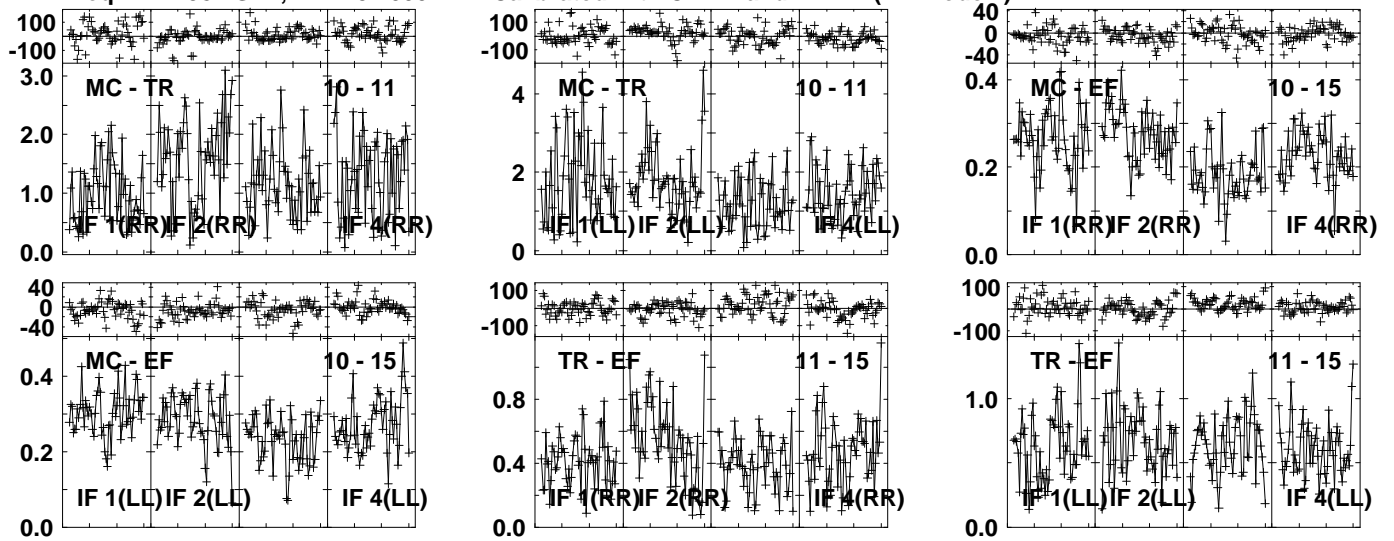 100
-100
3.0
2.0
1.0
0.0
MC - TR 10 - 11
IF 1(RR) IF 2(RR) IF 4(RR)
100
-100
4
2
0
MC - TR 10 - 11
IF 1(LL) IF 2(LL) IF 4(LL)
40
0
-40
0.4
0.2
0.0
MC - EF 10 - 15
IF 1(RR) IF 2(RR) IF 4(RR)
40
0
-40
0.4
0.2
0.0
MC - EF 10 - 15
IF 1(LL) IF 2(LL) IF 4(LL)
100
-100
0.8
0.4
0.0
TR - EF 11 - 15
IF 1(RR) IF 2(RR) IF 4(RR)
100
-100
1.0
0.0
TR - EF 11 - 15
IF 1(LL) IF 2(LL) IF 4(LL)